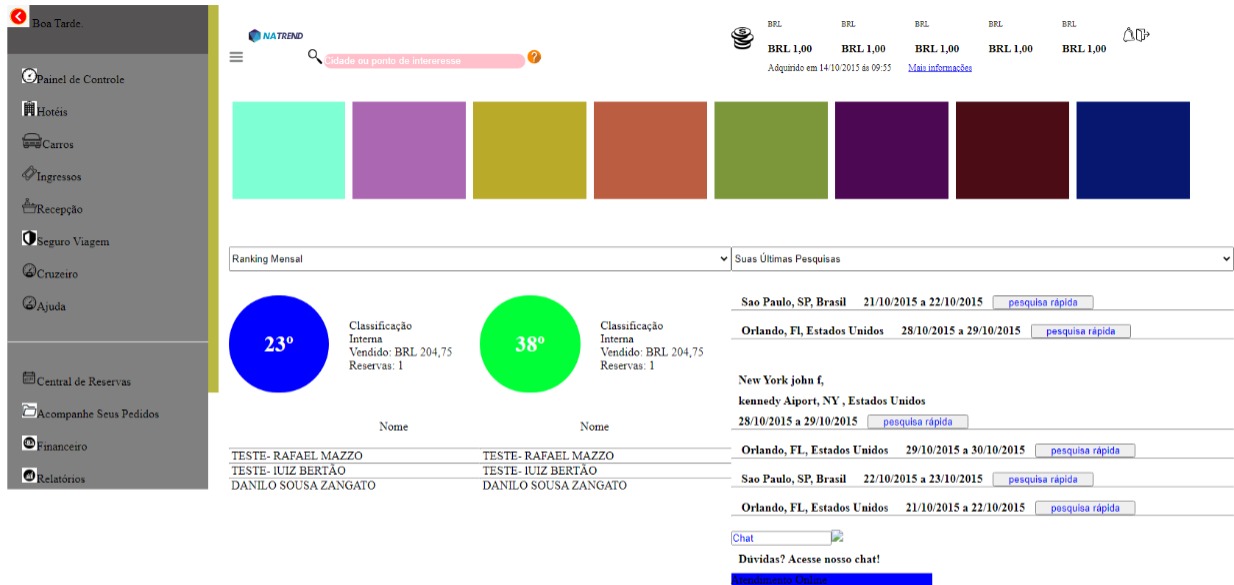 Boa Tarde.
Painel de Controle
Hotéis
Carros
Ingressos
Recepção
Seguro Viagem
Cruzeiro
Ajuda
Central de Reservas
Acompanhe Seus Pedidos
Financeiro
Relatórios
NATREND
Cidade ou ponto de intereresse
?
BRL BRL BRL BRL BRL
BRL 1,00 BRL 1,00 BRL 1,00 BRL 1,00 BRL 1,00
Adquirido em 14/10/2015 ás 09:55 Mais informações
Ranking Mensal
23º
Classificação
Interna
Vendido: BRL 204,75
Reservas: 1
38º
Classificação
Interna
Vendido: BRL 204,75
Reservas: 1
Nome Nome
TESTE- RAFAEL MAZZO TESTE- RAFAEL MAZZO
TESTE- IUIZ BERTÃO TESTE- IUIZ BERTÃO
DANILO SOUSA ZANGATO DANILO SOUSA ZANGATO
Suas Últimas Pesquisas
Sao Paulo, SP, Brasil 21/10/2015 a 22/10/2015 pesquisa rápida
Orlando, Fl, Estados Unidos 28/10/2015 a 29/10/2015 pesquisa rápida
New York john f,
kennedy Aiport, NY , Estados Unidos
28/10/2015 a 29/10/2015 pesquisa rápida
Orlando, FL, Estados Unidos 29/10/2015 a 30/10/2015 pesquisa rápida
Sao Paulo, SP, Brasil 22/10/2015 a 23/10/2015 pesquisa rápida
Orlando, FL, Estados Unidos 21/10/2015 a 22/10/2015 pesquisa rápida
Chat
Dúvidas? Acesse nosso chat!
Atendimento Online